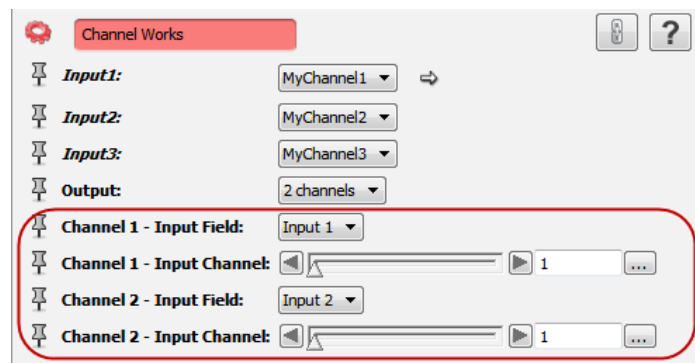 Channel Works
?
Input1: MyChannel1
Input2: MyChannel2
Input3: MyChannel3
Output: 2 channels
Channel 1 - Input Field: Input 1
Channel 1 - Input Channel: 1 ...
Channel 2 - Input Field: Input 2
Channel 2 - Input Channel: 1 ...